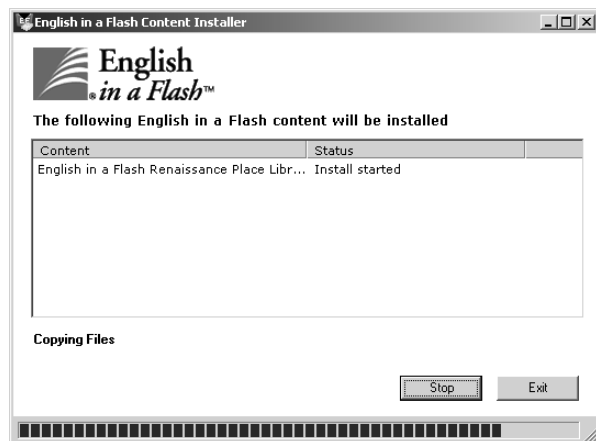 English in a Flash Content Installer
English
® in a Flash™
The following English in a Flash content will be installed
Content Status
English in a Flash Renaissance Place Libr... Install started
Copying Files
Stop Exit